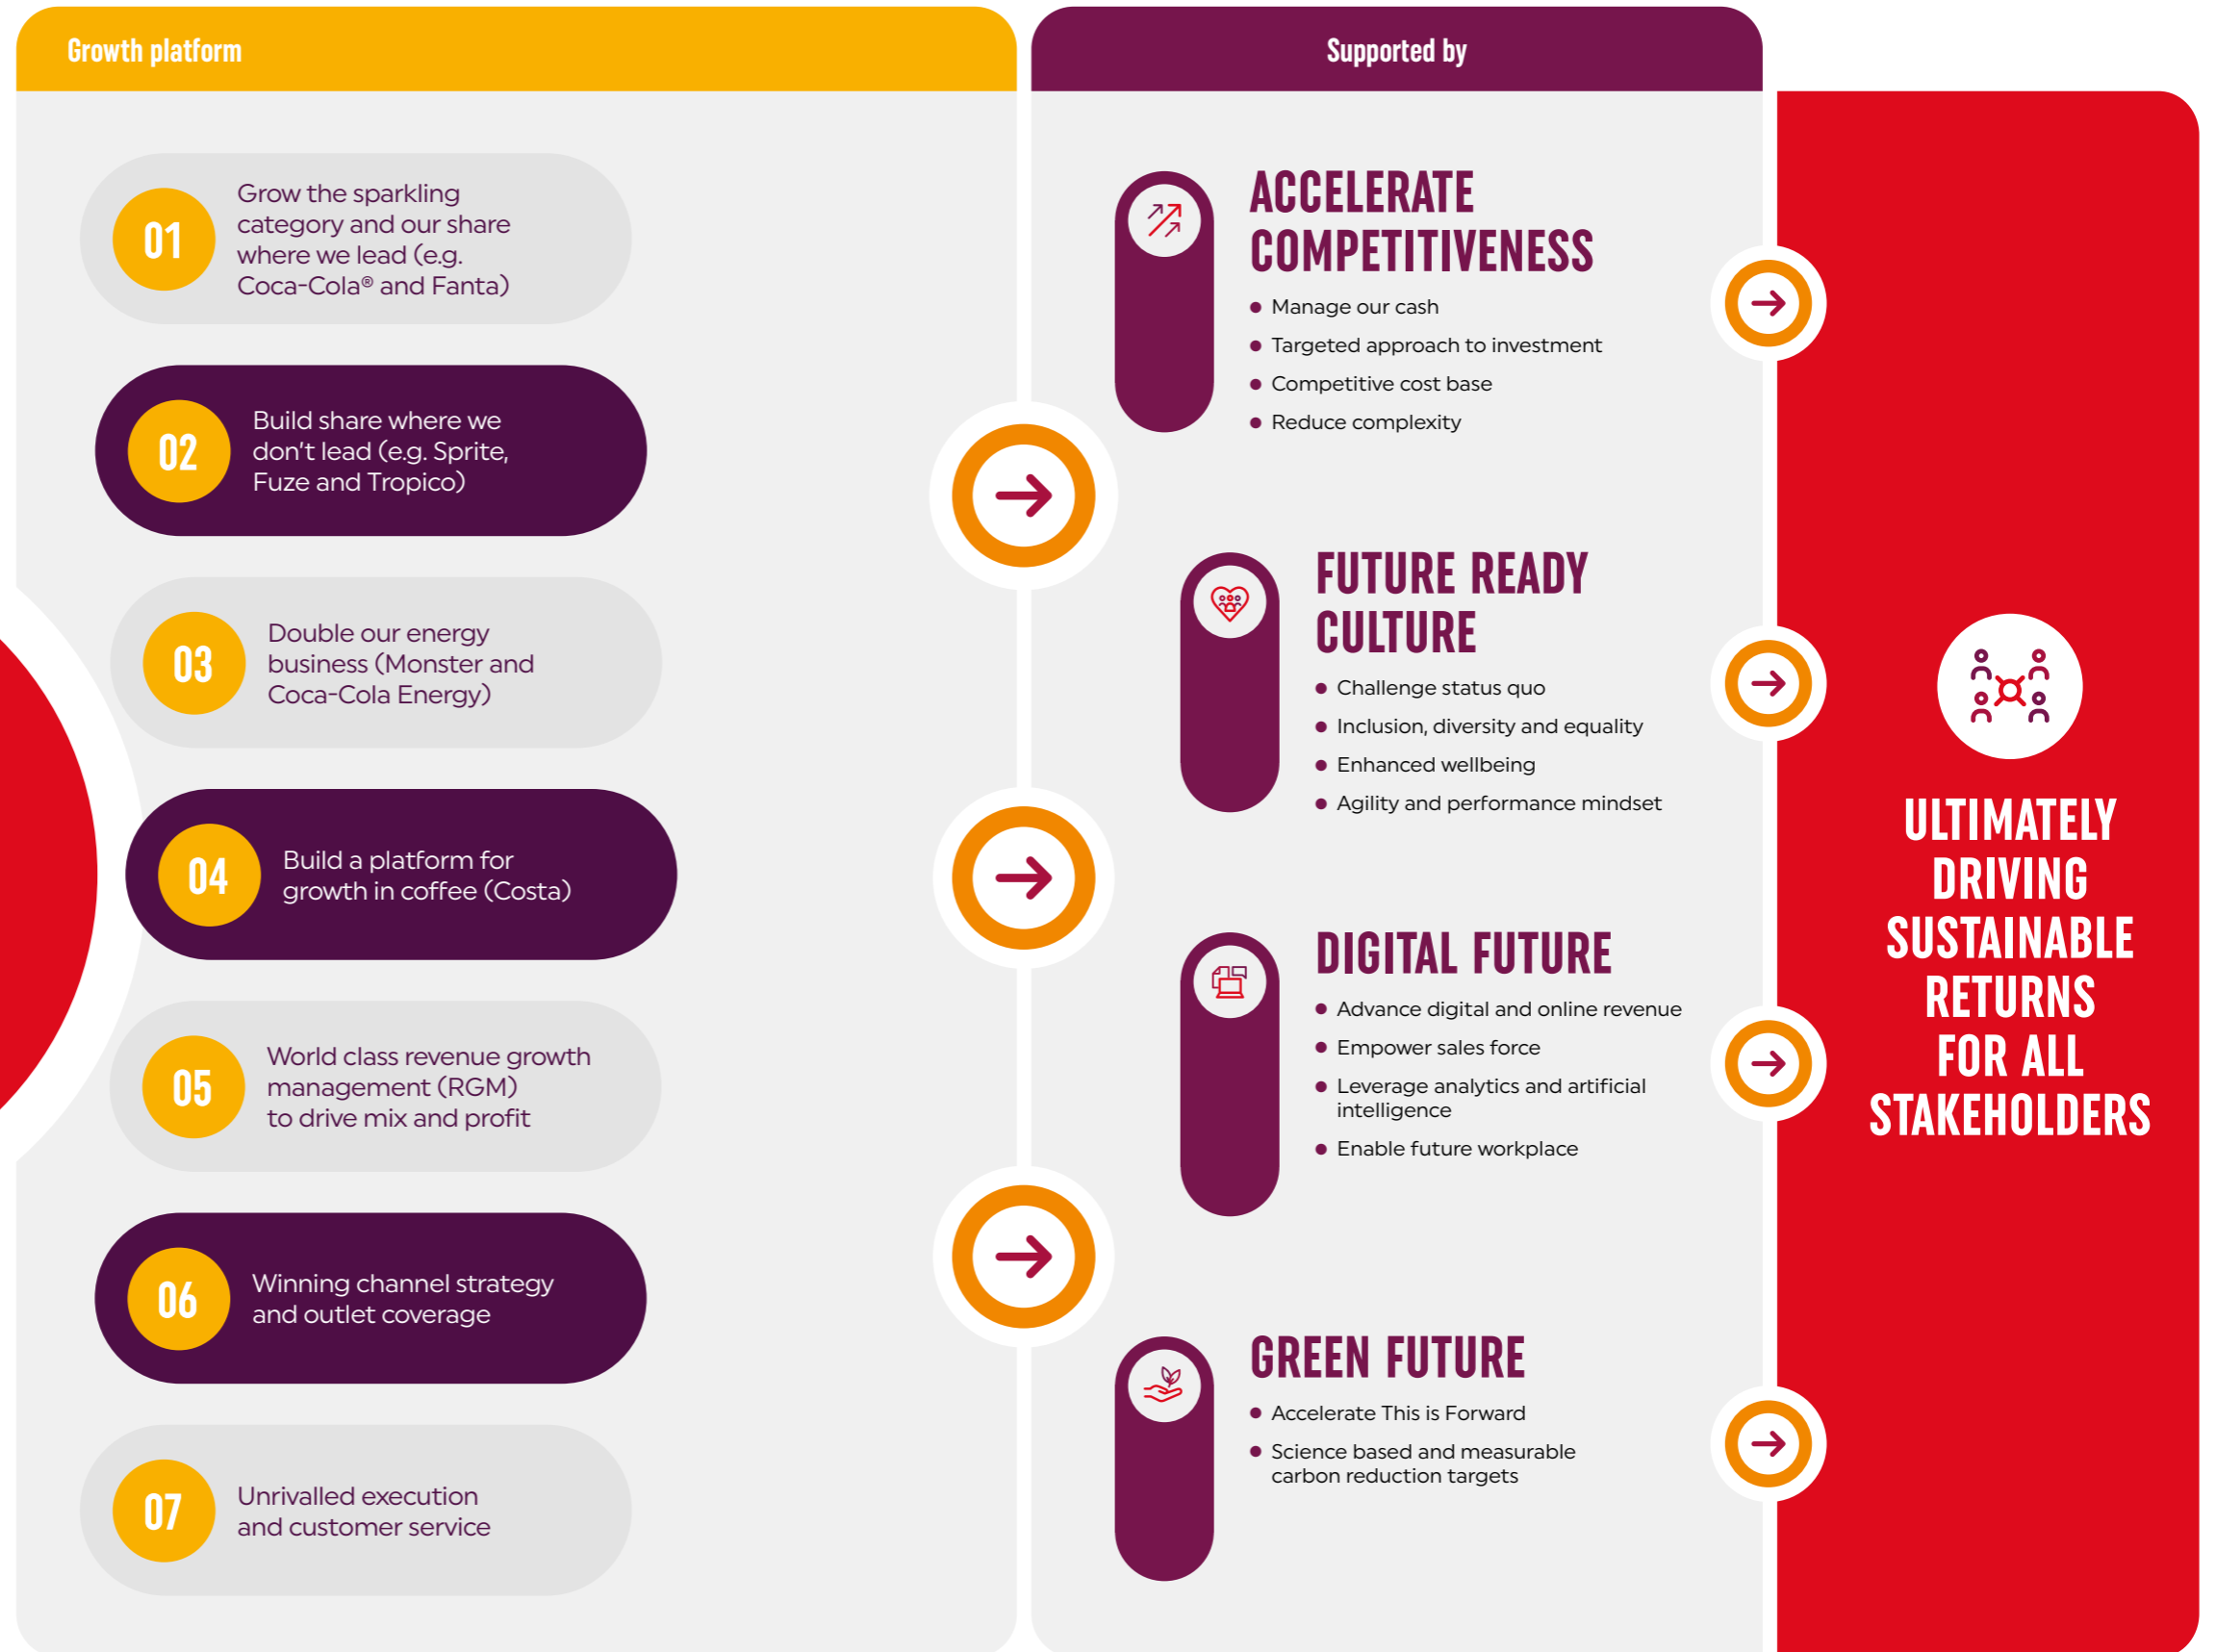 Growth platform
01
Grow the sparkling
category and our share
where we lead (e.g.
Coca-Cola® and Fanta)
02
Build share where we
don't lead (e.g. Sprite,
Fuze and Tropico)
03
Double our energy
business (Monster and
Coca-Cola Energy)
04
Build a platform for
growth in coffee (Costa)
05
World class revenue growth
management (RGM)
to drive mix and profit
06
Winning channel strategy
and outlet coverage
07
Unrivalled execution
and customer service
Supported by
ACCELERATE
COMPETITIVENESS
• Manage our cash
• Targeted approach to investment
• Competitive cost base
• Reduce complexity
FUTURE READY
CULTURE
• Challenge status quo
• Inclusion, diversity and equality
• Enhanced wellbeing
• Agility and performance mindset
DIGITAL FUTURE
• Advance digital and online revenue
• Empower sales force
• Leverage analytics and artificial
intelligence
• Enable future workplace
GREEN FUTURE
• Accelerate This is Forward
• Science based and measurable
carbon reduction targets
ULTIMATELY
DRIVING
SUSTAINABLE
RETURNS
FOR ALL
STAKEHOLDERS